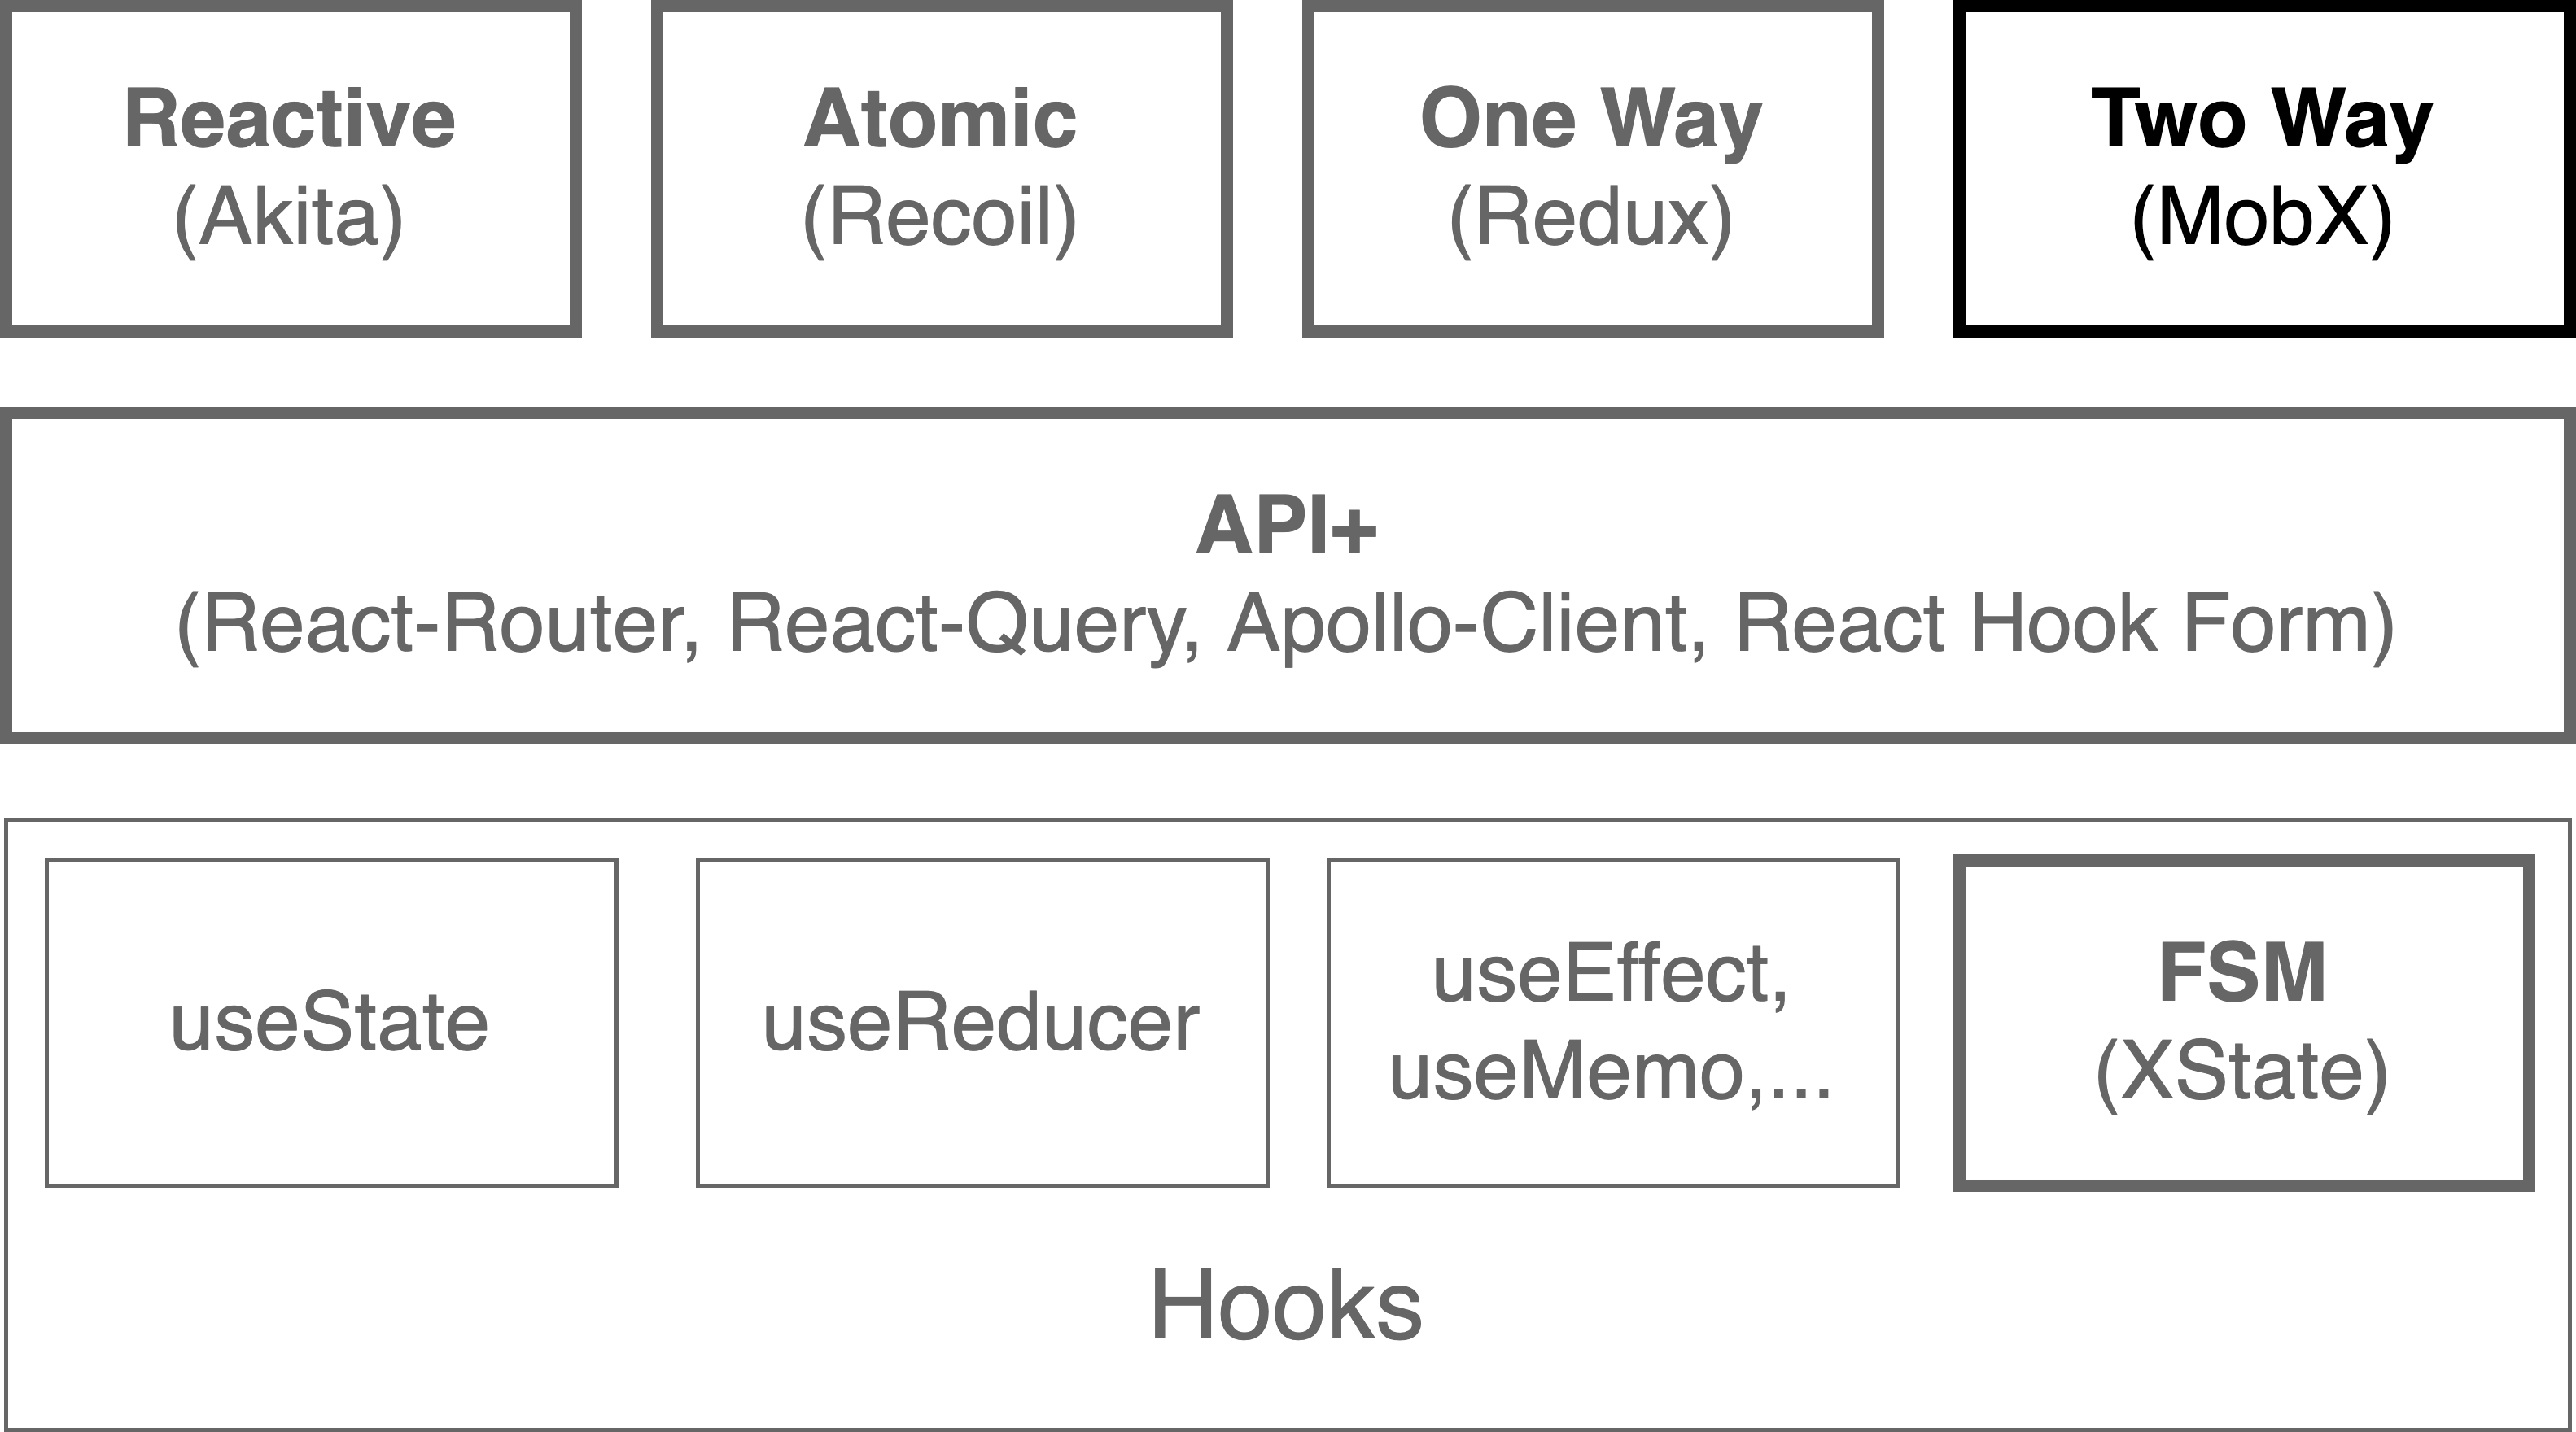 Reactive
(Akita)
Atomic
(Recoil)
One Way
(Redux)
Two Way
(MobX)
API+
(React-Router, React-Query, Apollo-Client, React Hook Form)
useState
useReducer
useEffect,
useMemo,...
FSM
(XState)
Hooks